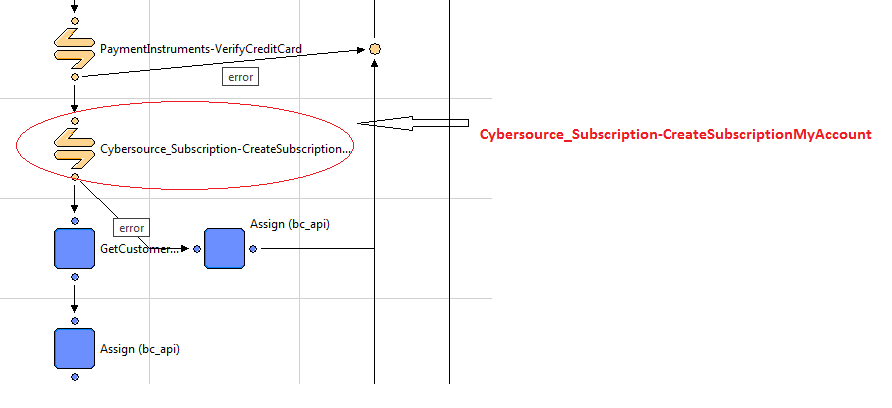 PaymentInstruments-VerifyCreditCard
error
Cybersource_Subscription-CreateSubscriptionMyAccount
Cybersource_Subscription-CreateSubscription...
Assign (bc_api)
error
GetCustomer...
Assign (bc_api)